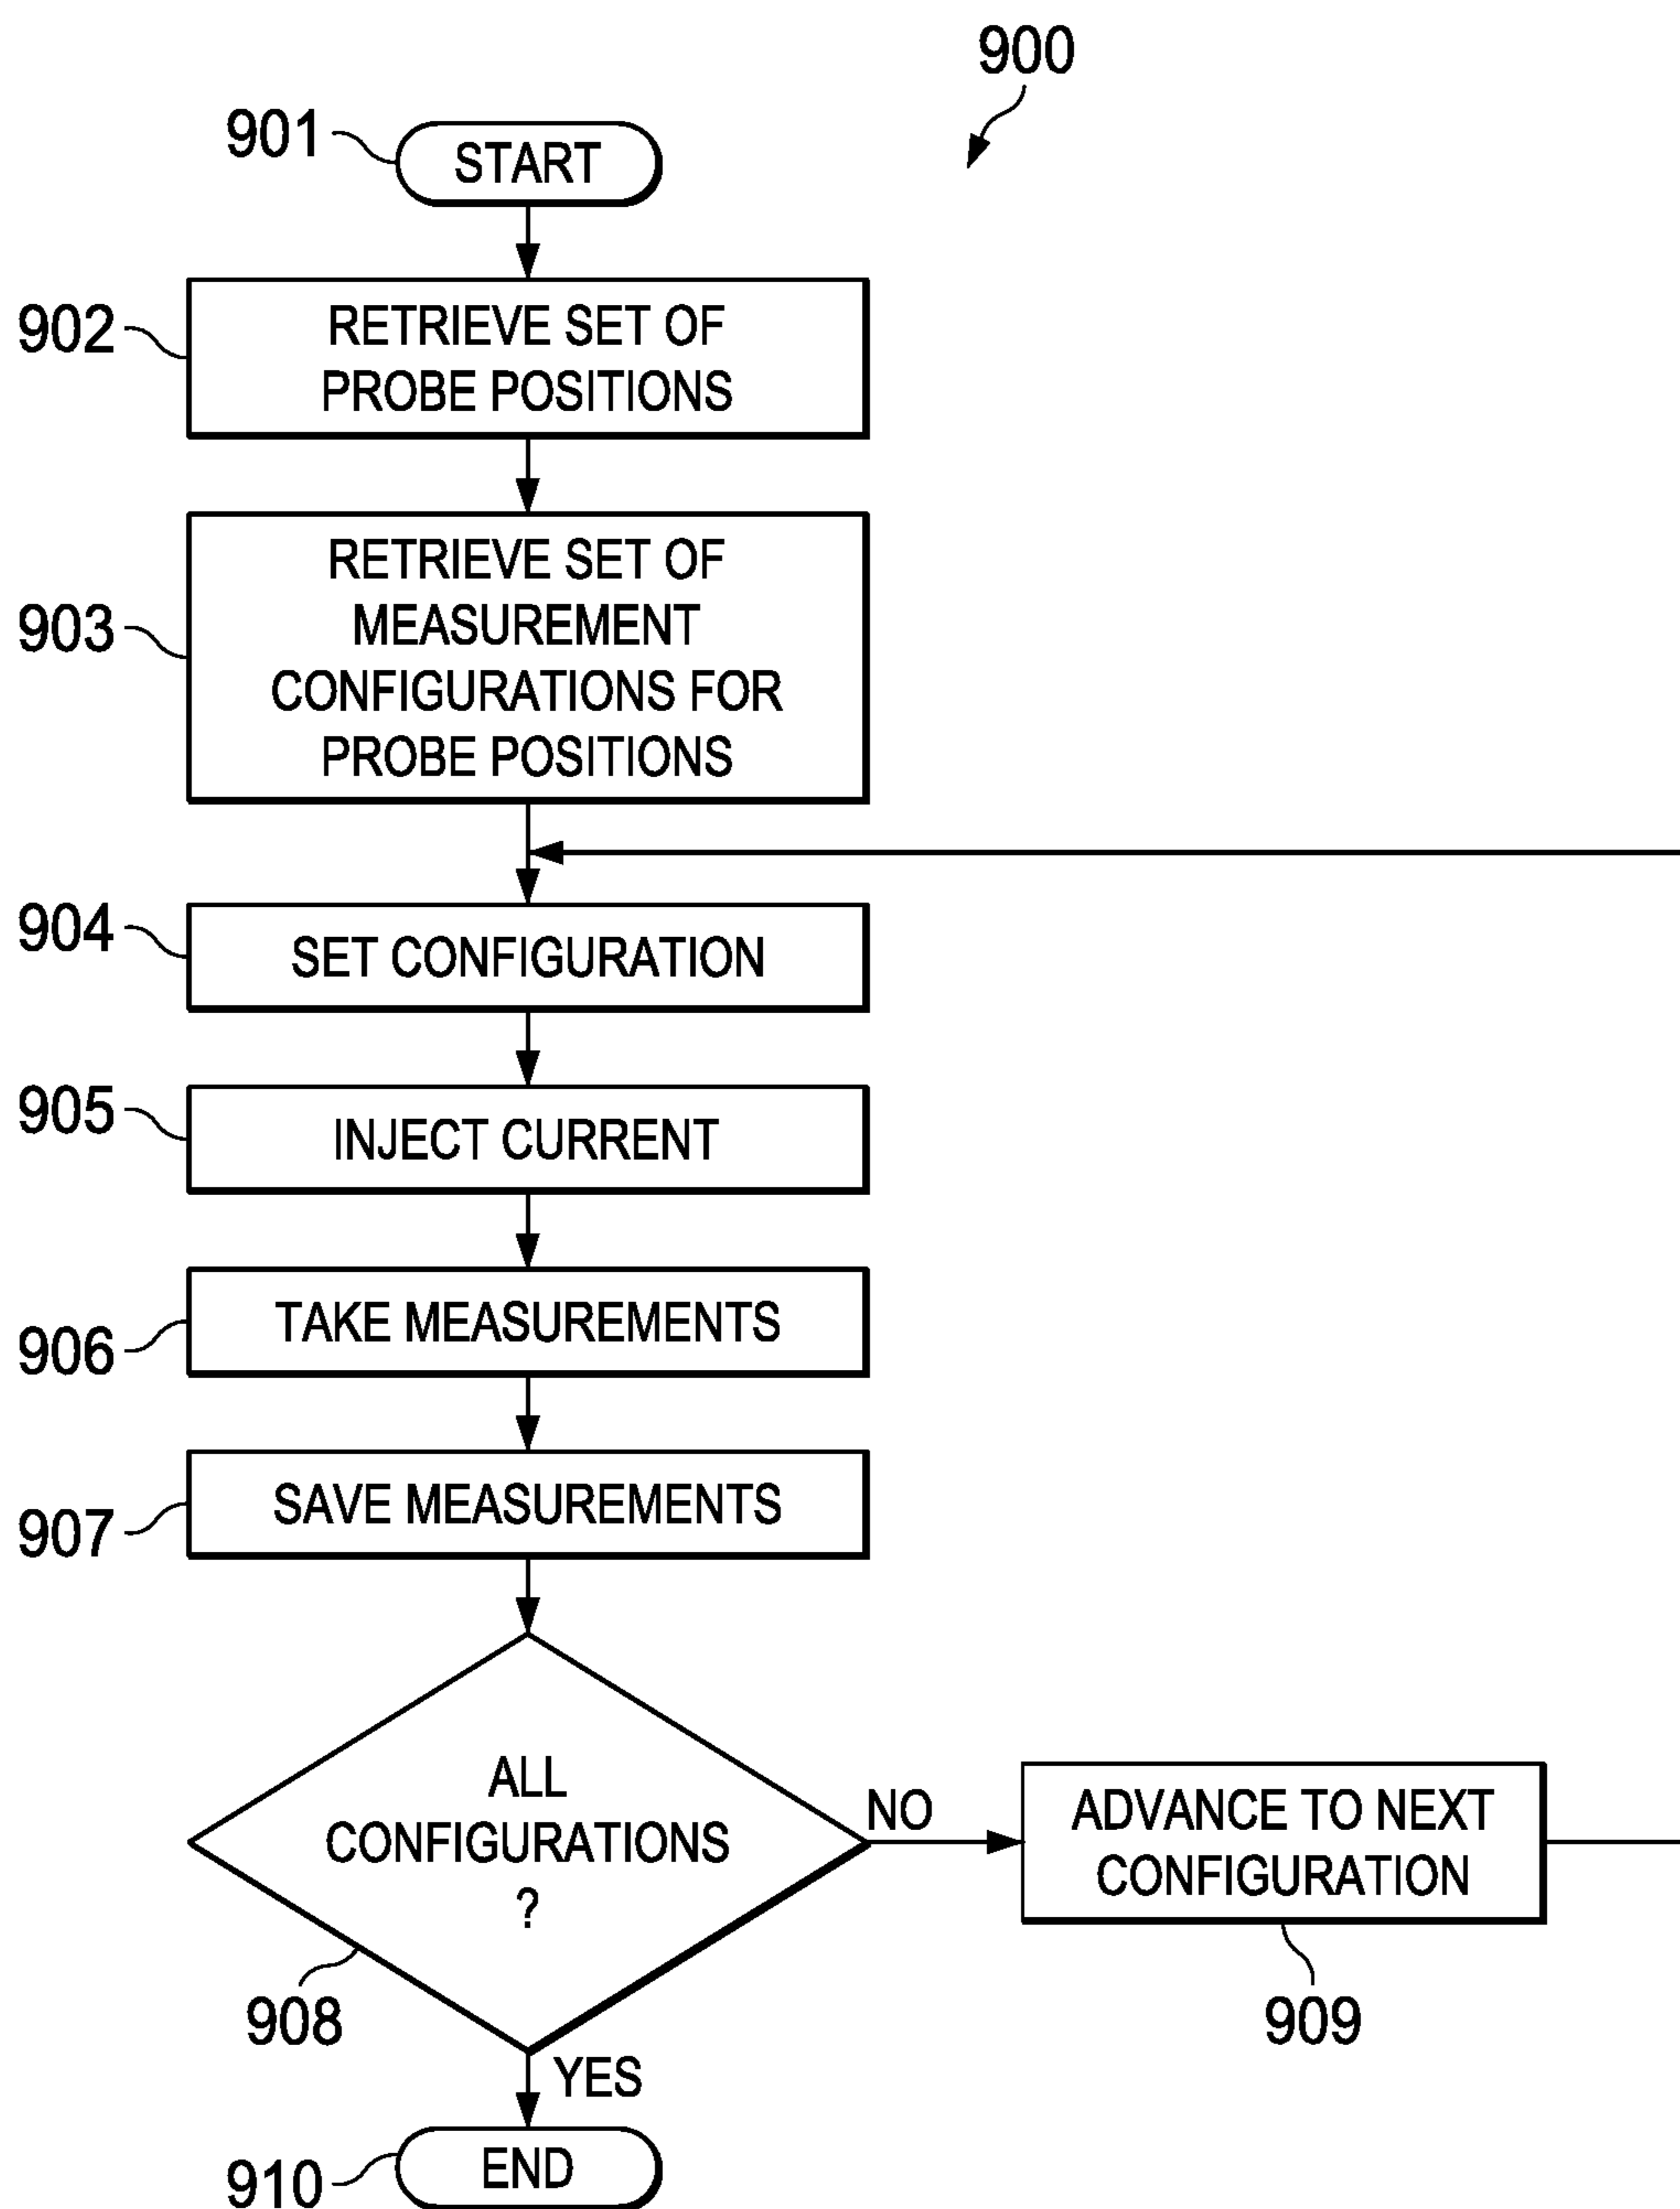 900
901
START
902
RETRIEVE SET OF
PROBE POSITIONS
903
RETRIEVE SET OF
MEASUREMENT
CONFIGURATIONS FOR
PROBE POSITIONS
904
SET CONFIGURATION
905
INJECT CURRENT
906
TAKE MEASUREMENTS
907
SAVE MEASUREMENTS
ALL
CONFIGURATIONS
?
908
NO
ADVANCE TO NEXT
CONFIGURATION
909
YES
910
END